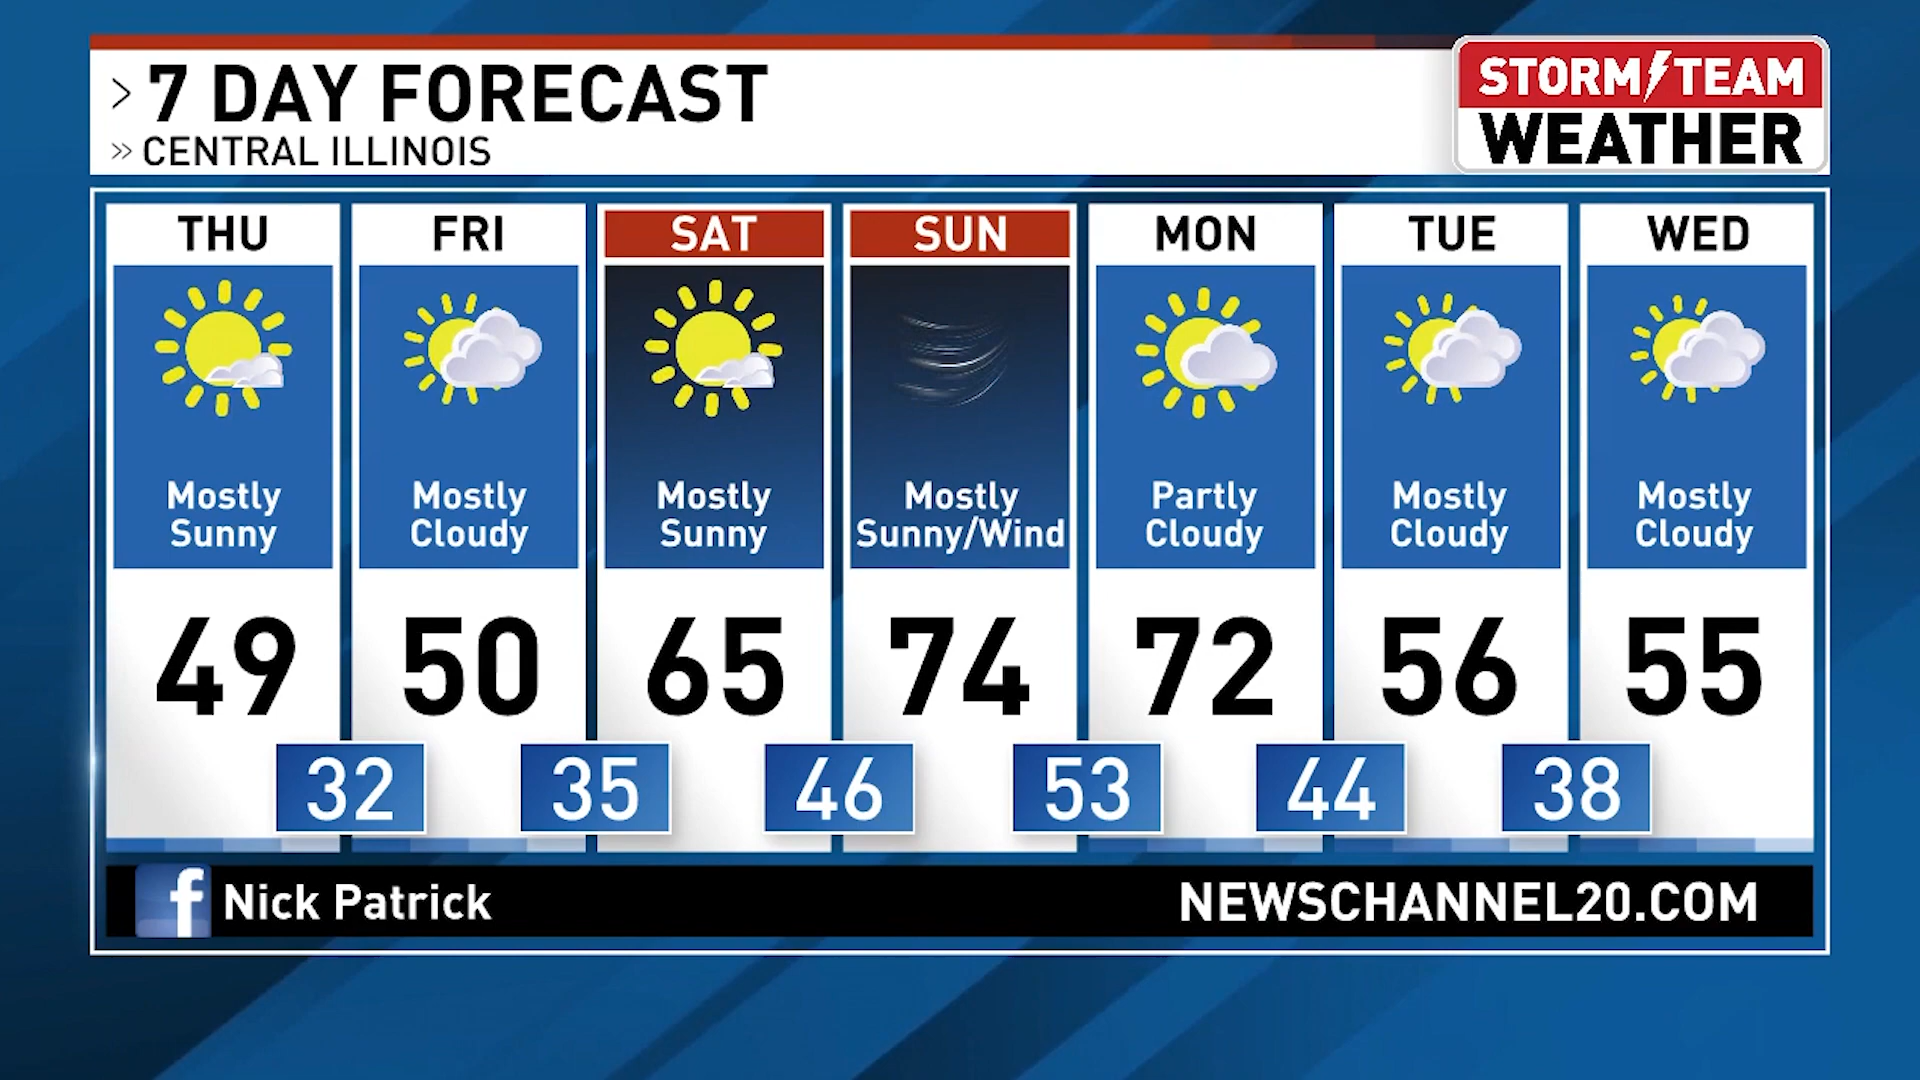 > 7 DAY FORECAST
» CENTRAL ILLINOIS
STORM TEAM
WEATHER
THU
Mostly
Sunny
49
FRI
Mostly
Cloudy
50
SAT
Mostly
Sunny
65
SUN
Mostly
Sunny/Wind
74
MON
Partly
Cloudy
72
TUE
Mostly
Cloudy
56
WED
Mostly
Cloudy
55
32
35
46
53
44
38
f Nick Patrick
NEWSCHANNEL20.COM